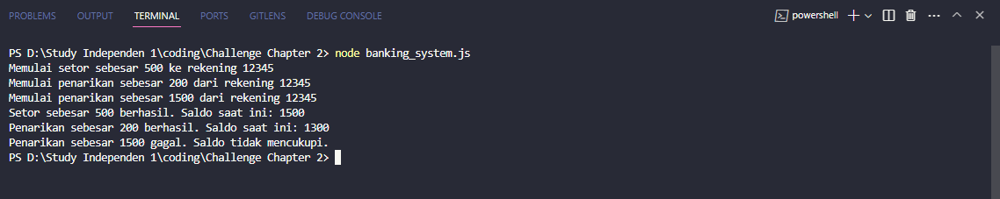 PROBLEMS OUTPUT TERMINAL PORTS GITLENS DEBUG CONSOLE powershell
PS D:\Study Independen 1\coding\Challenge Chapter 2> node banking_system.js
Memulai setor sebesar 500 ke rekening 12345
Memulai penarikan sebesar 200 dari rekening 12345
Memulai penarikan sebesar 1500 dari rekening 12345
Setor sebesar 500 berhasil. Saldo saat ini: 1500
Penarikan sebesar 200 berhasil. Saldo saat ini: 1300
Penarikan sebesar 1500 gagal. Saldo tidak mencukupi.
PS D:\Study Independen 1\coding\Challenge Chapter 2>